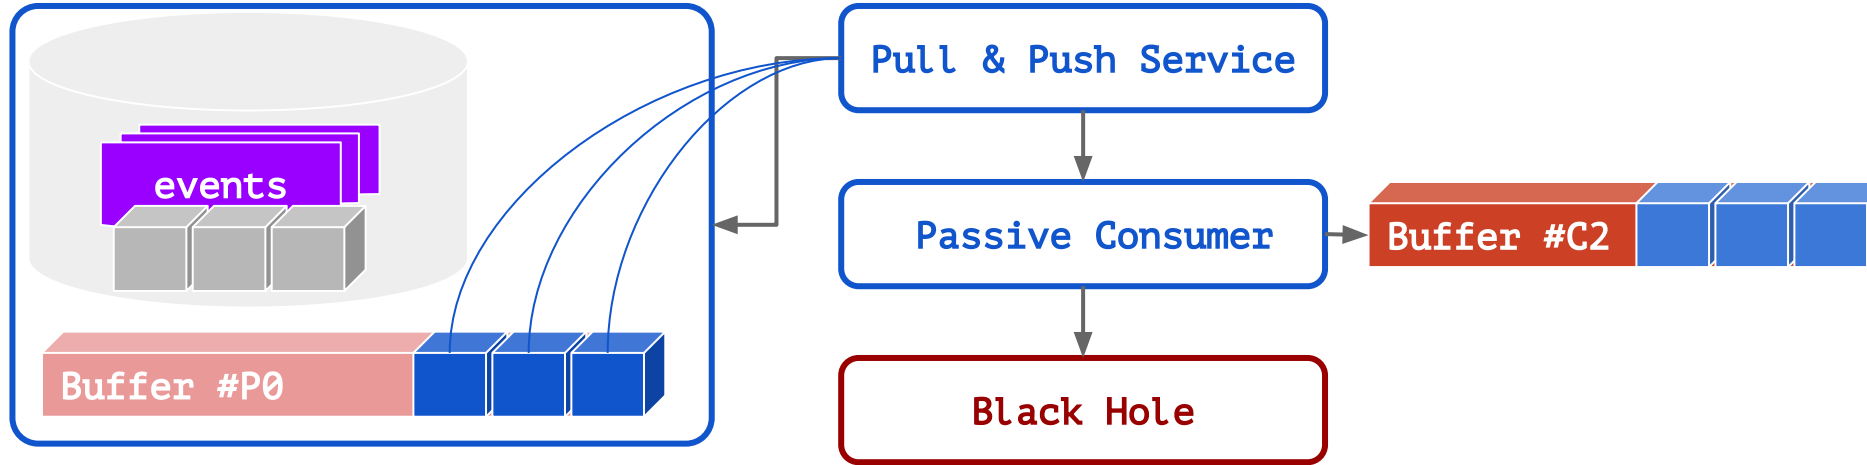 Pull & Push Service
events
Passive Consumer
Buffer #C2
Buffer #P0
Black Hole